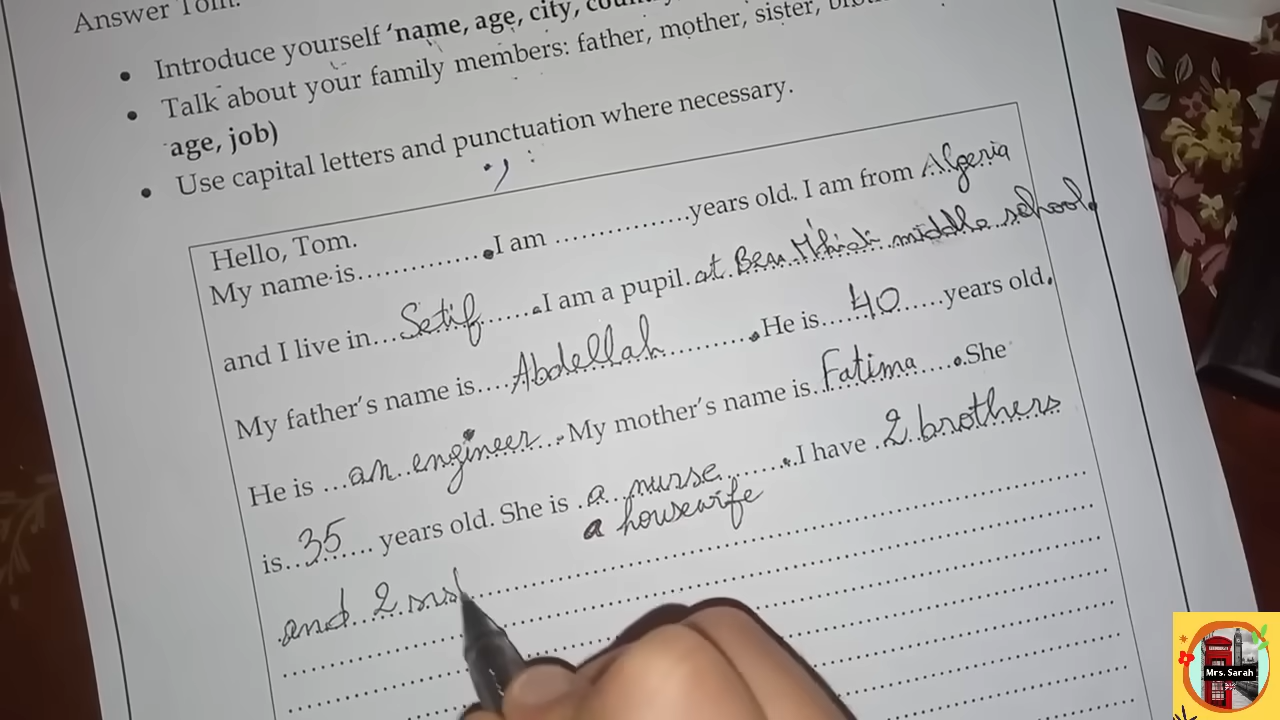 Answer Tom.
• Introduce yourself 'name, age, city,
• Talk about your family members: father, mother, sister,
age, job)
• Use capital letters and punctuation where necessary.
Hello, Tom.
My name is...............I am ................years old. I am from Algeria
and I live in...Setif.......I am a pupil.at Ben M'hidi middle school.
My father's name is....Abdellah...........He is....40......years old.
He is ...an engineer....My mother's name is.Fatima.....She
is..35..... years old. She is .a nurse........I have .2 brothers
a housewife
and 2 sis
Mrs. Sarah